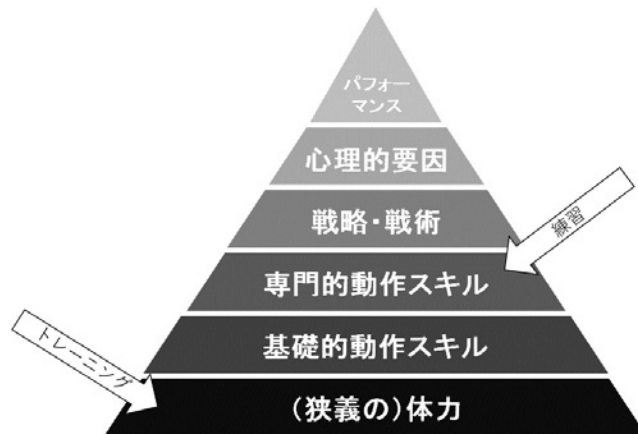 パフォー
マンス
心理的要因
戦略・戦術
練習
専門的動作スキル
基礎的動作スキル
トレーニング
(狭義の)体力